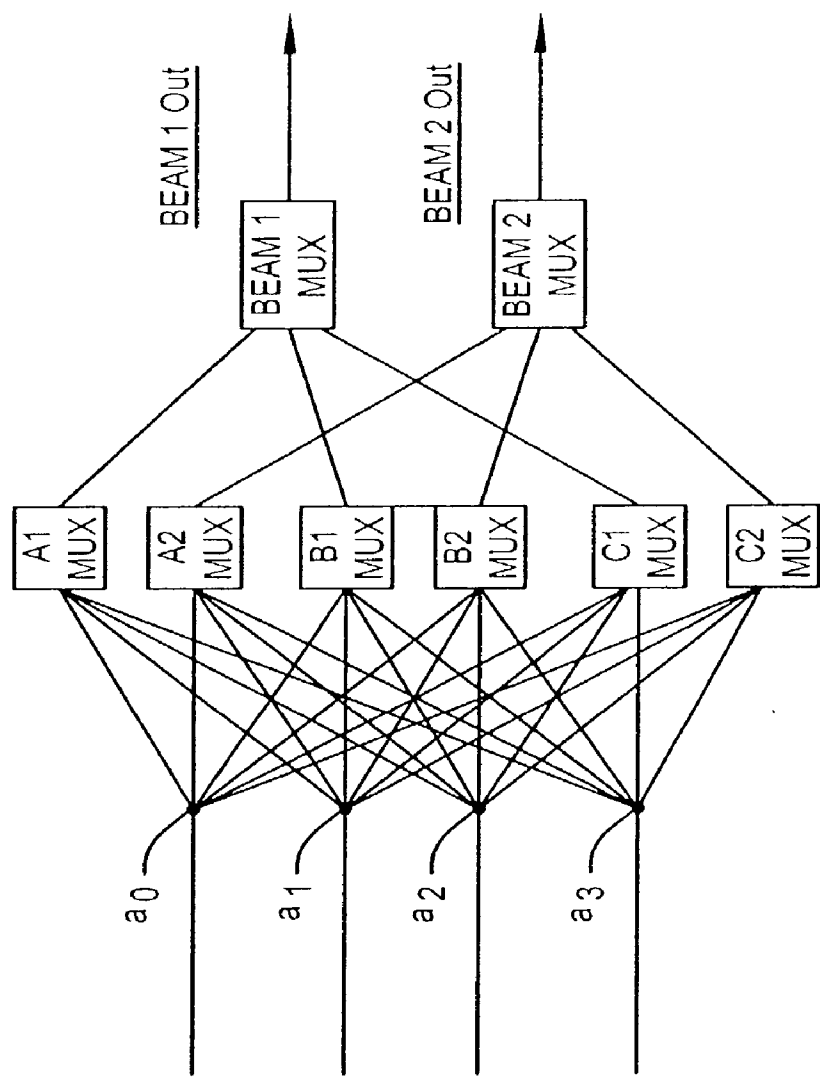 BEAM 1 Out
BEAM 2 Out
BEAM 1
MUX
BEAM 2
MUX
A1
MUX
A2
MUX
B1
MUX
B2
MUX
C1
MUX
C2
MUX
a0
a1
a2
a3